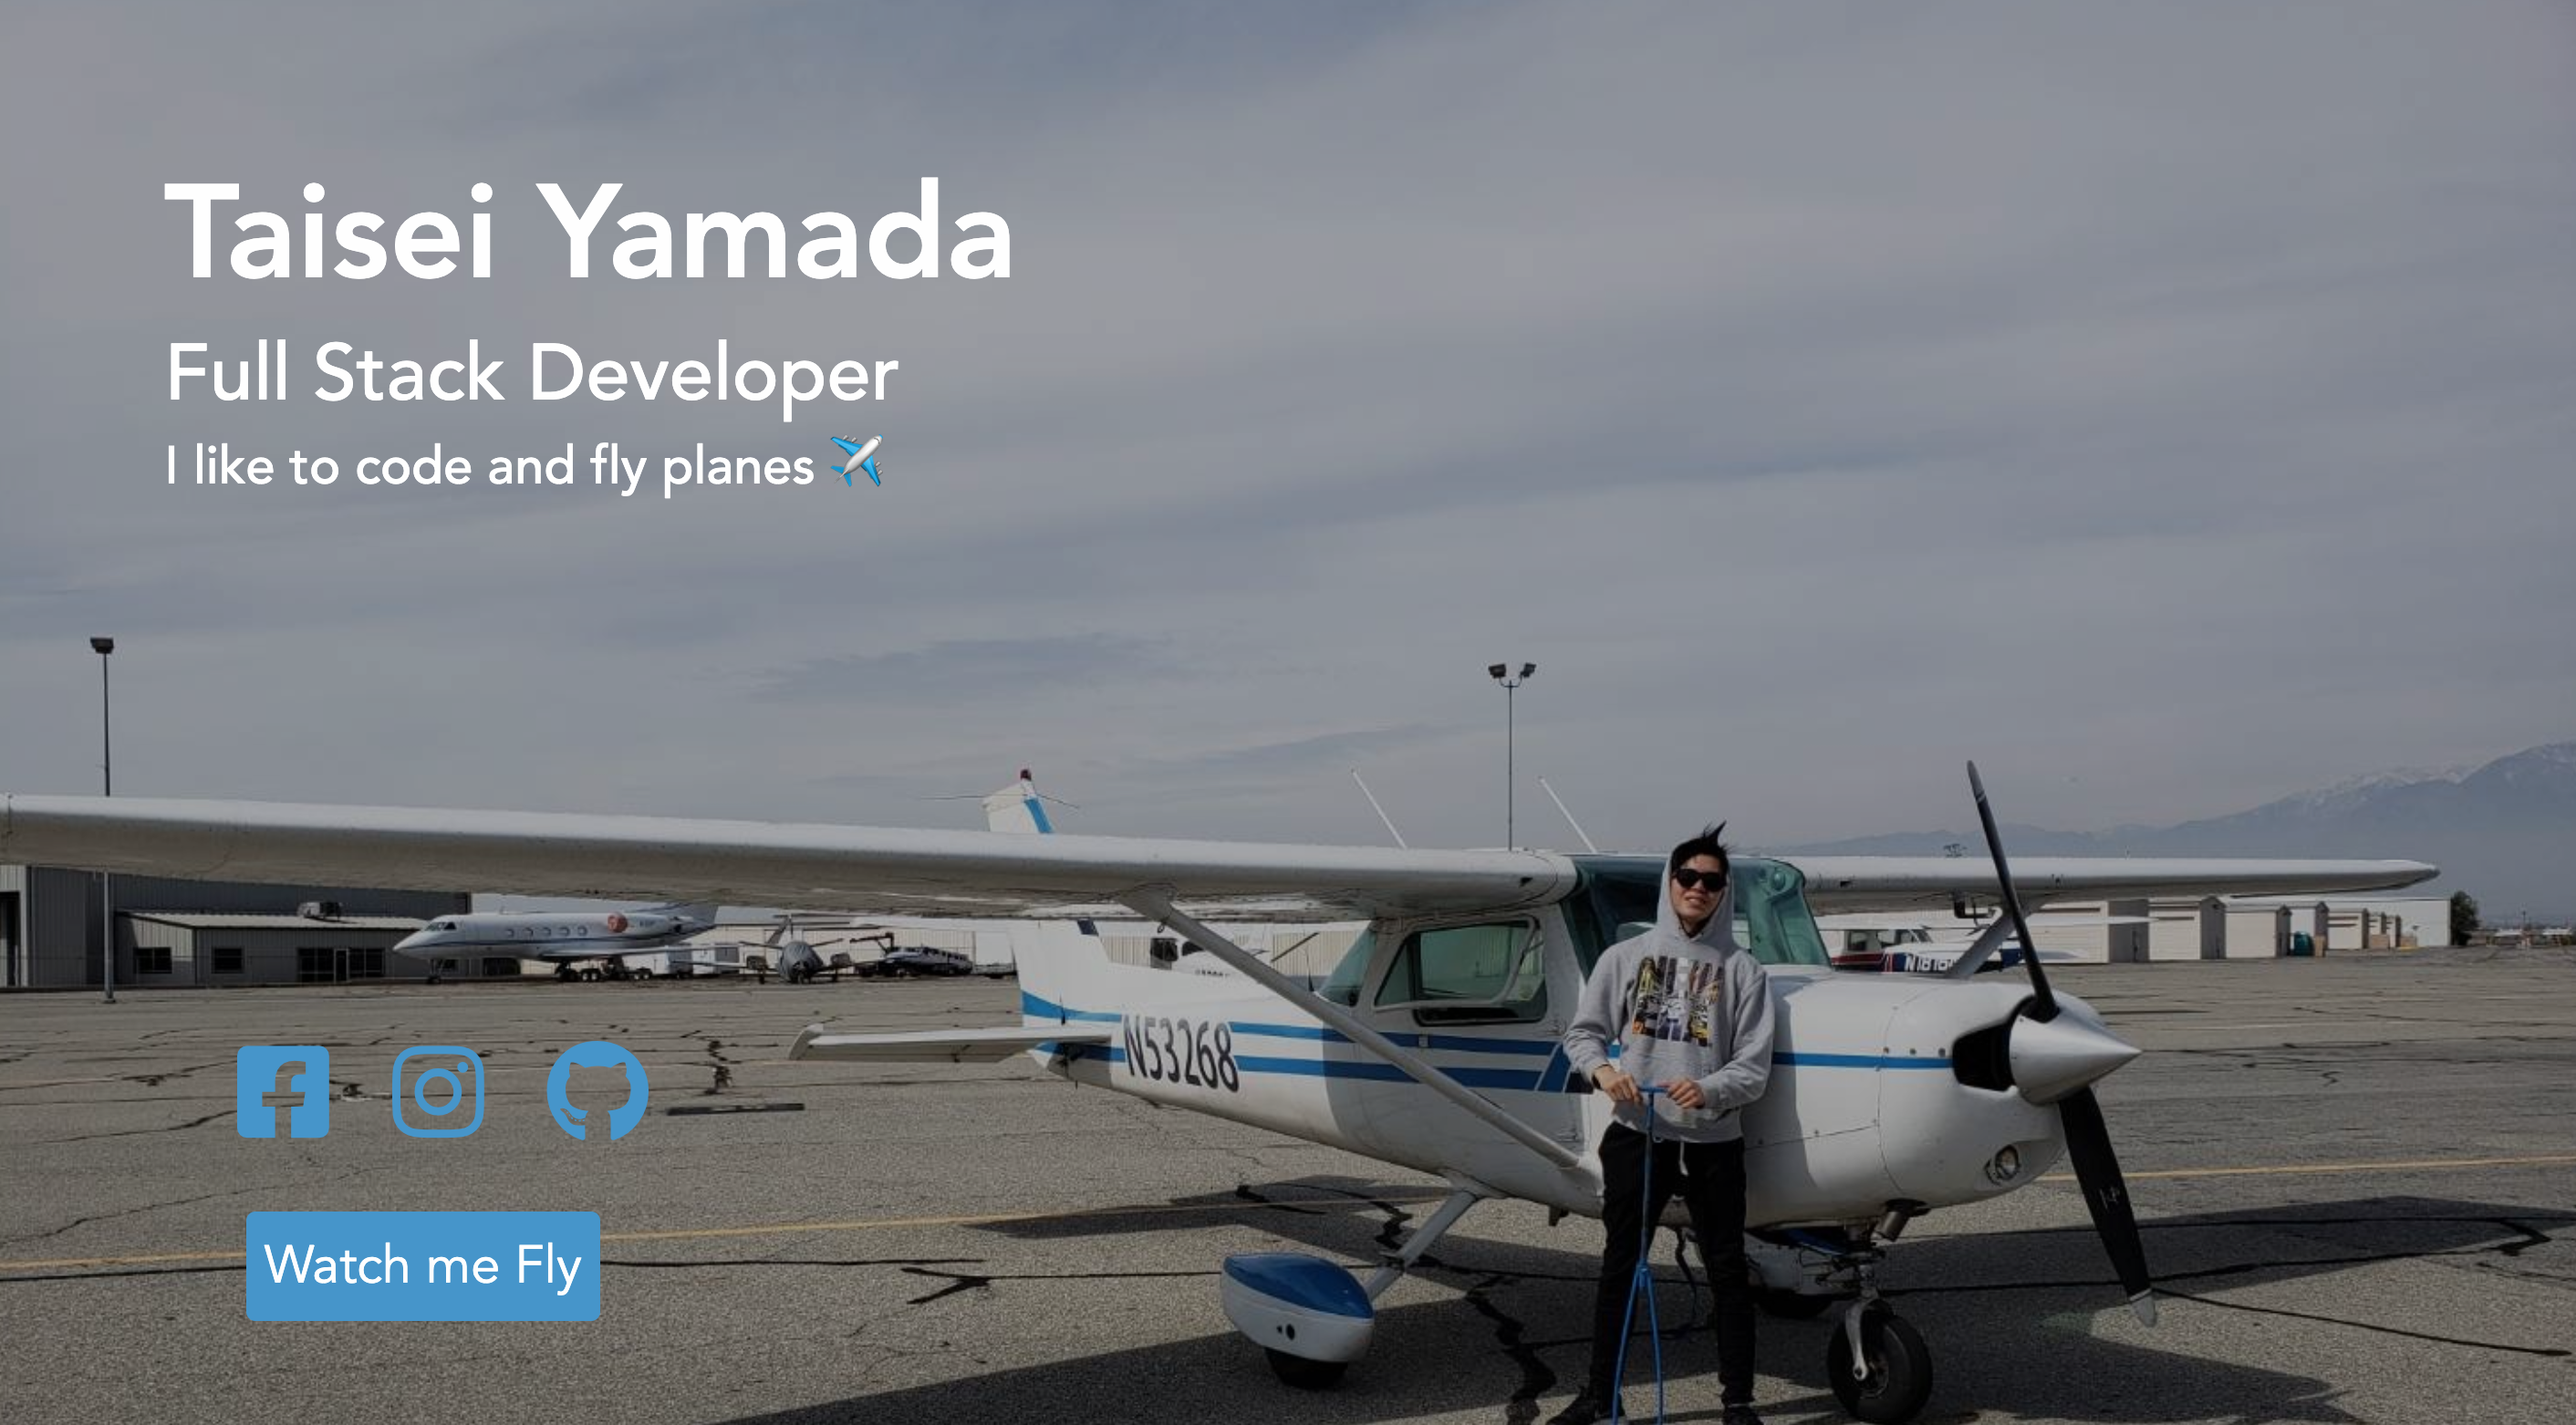 Taisei Yamada
Full Stack Developer
I like to code and fly planes ✈️
N53268
Watch me Fly